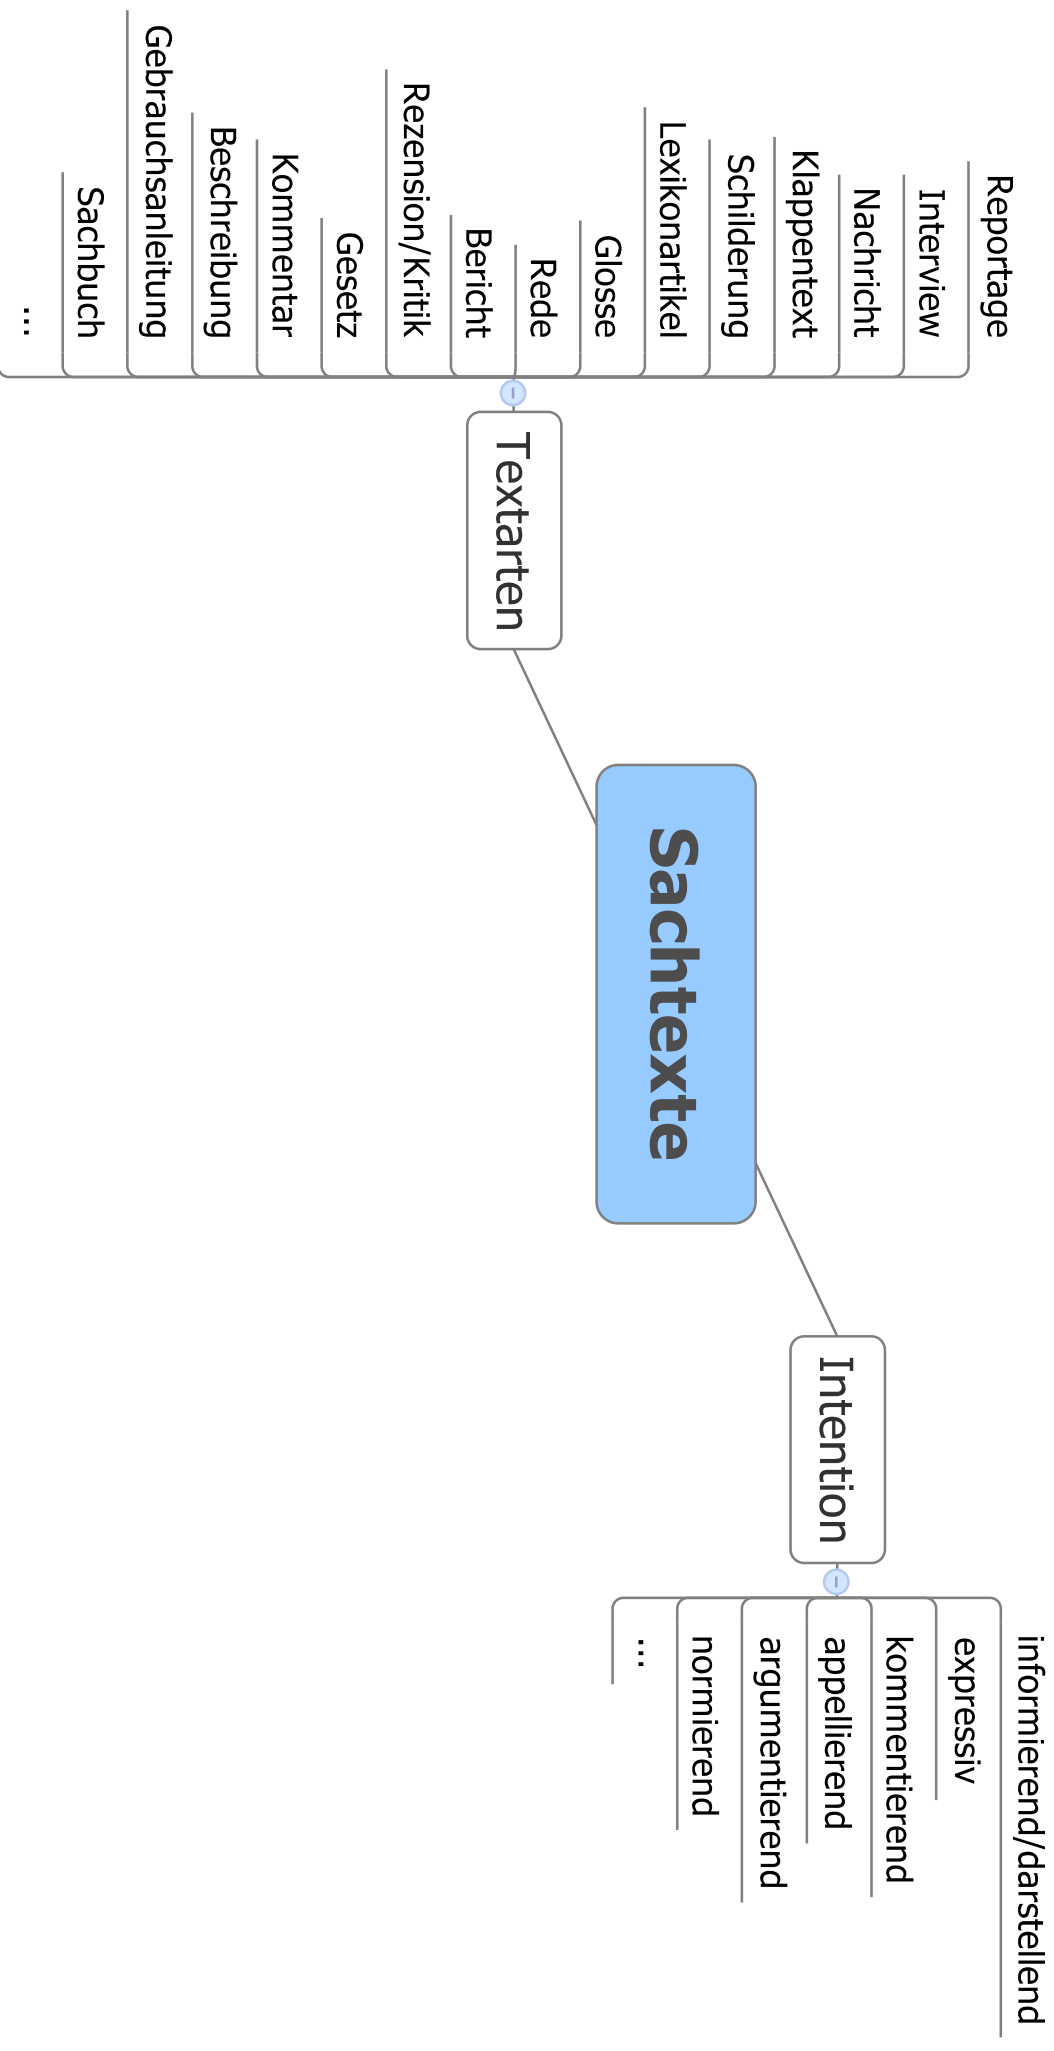 Sachtexte
Textarten
Reportage
Interview
Nachricht
Klappentext
Schilderung
Lexikonartikel
Glosse
Rede
Bericht
Rezension/Kritik
Gesetz
Kommentar
Beschreibung
Gebrauchsanleitung
Sachbuch
...
Intention
informierend/darstellend
expressiv
kommentierend
appellierend
argumentierend
normierend
...